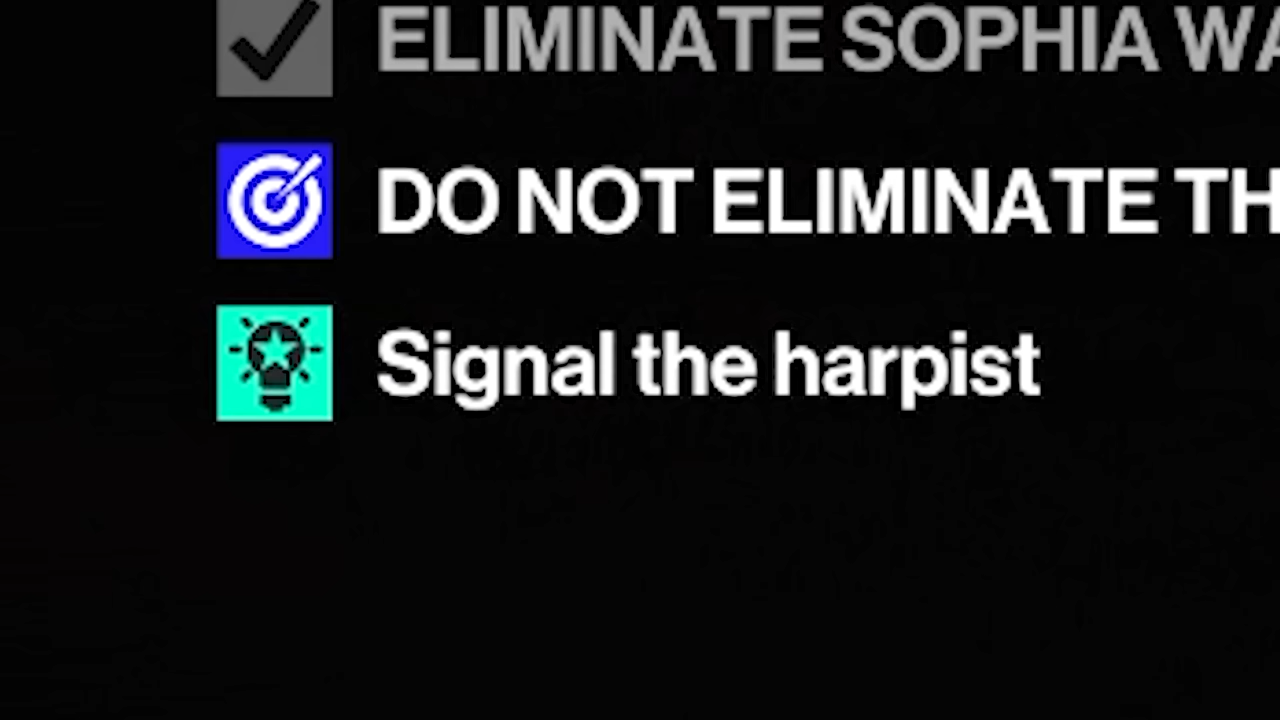 ELIMINATE SOPHIA WA
DO NOT ELIMINATE TH
Signal the harpist